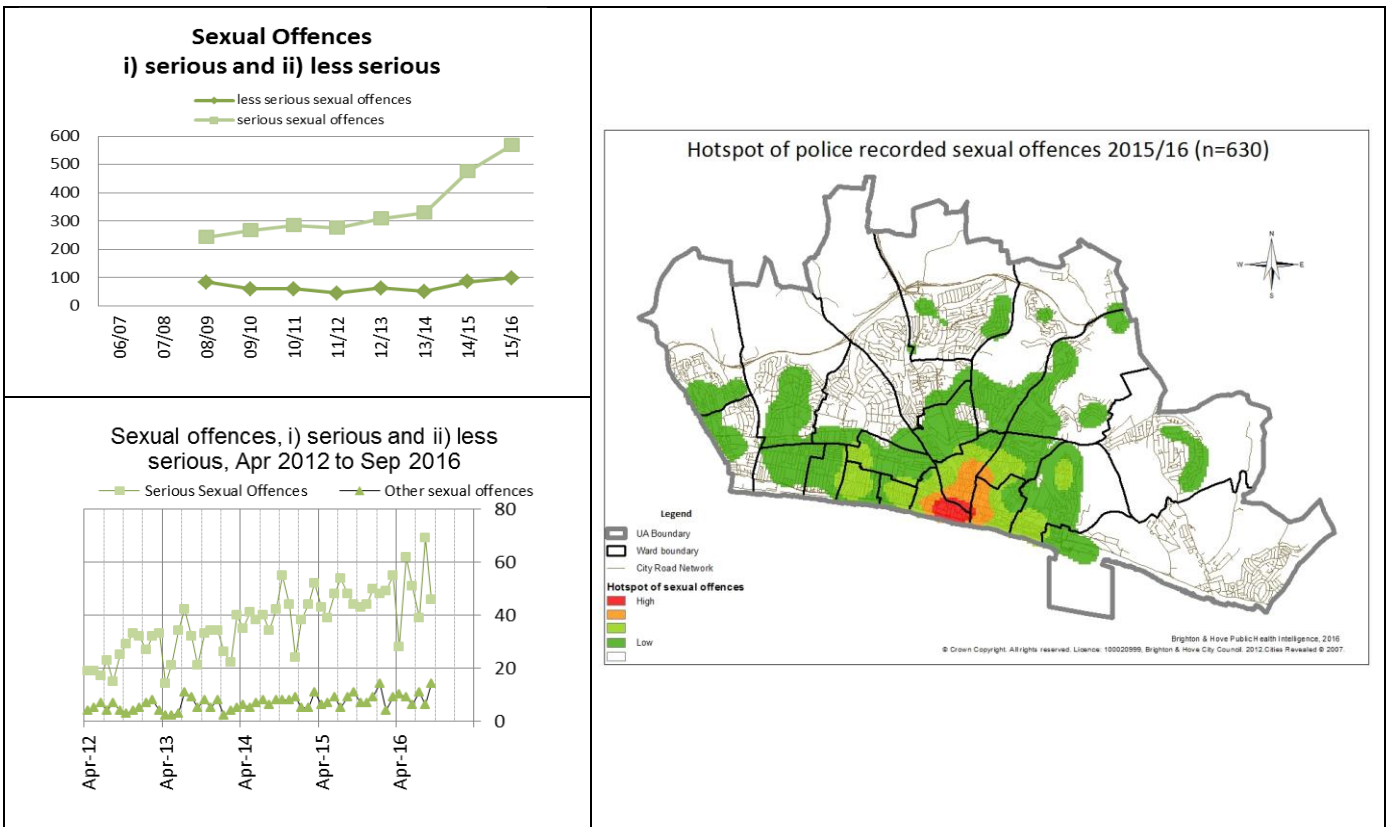 Sexual Offences
i) serious and ii) less serious
less serious sexual offences
serious sexual offences
600
500
400
300
200
100
0
06/07
07/08
08/09
09/10
10/11
11/12
12/13
13/14
14/15
15/16
Sexual offences, i) serious and ii) less
serious, Apr 2012 to Sep 2016
Serious Sexual Offences
Other sexual offences
80
60
40
20
0
Apr-12
Apr-13
Apr-14
Apr-15
Apr-16
Hotspot of police recorded sexual offences 2015/16 (n=630)
N
W
E
S
Legend
UA Boundary
Ward boundary
City Road Network
Hotspot of sexual offences
High
Low
Brighton & Hove Public Health Intelligence, 2016
© Crown Copyright. All rights reserved. Licence: 100020999, Brighton & Hove City Council. 2012.Cities Revealed © 2007.